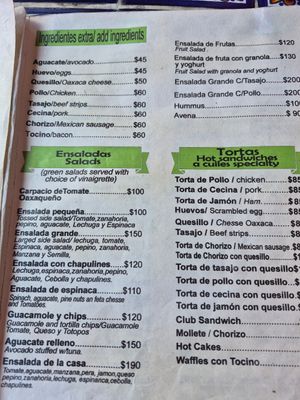 Ingredientes extra/ add ingredients
Aguacate/avocado $45
Huevo/eggs $45
Quesillo/Oaxaca cheese $50
Pollo/Chicken $60
Tasajo/beef strips $60
Cecina/pork $60
Chorizo/Mexican sausage $60
Tocino/bacon $60
Ensaladas
Salads
(green salads served with
choice of vinaigrette)
Carpacio deTomate $100
Oaxaqueño
Ensalada pequeña $100
Tossed side salad/Tomate,zanahoria,
pepino, aguacate, Lechuga y Espinaca
Ensalada grande $150
Larged side salad/ lechuga, tomate,
Espinaca, aguacate, pepino, zanahoria,
Manzana y Semilla.
Ensalada con chapulines $120
Lechuga,espinaca,zanahoria,pepino,
Aguacate, Cebolla y chapulines.
Ensalada de espinaca $110
Spinach, aguacate, pine nuts an feta cheese
and tomatoes.
Guacamole y chips $100
Guacamole and tortilla chips/Guacamole
Tomate, Queso y Totopos
Aguacate relleno $150
Avocado stuffed w/tuna.
Ensalada de la casa $190
Tomate,aguacate,manzana,pera, jamon,queso
pepino,zanahoria,lechuga, espinanca,cebolla,
chapulines.
Ensalada de Frutas $120
Fruit Salad
Ensalada de fruta con granola $130
y yoghurt
Fruit Salad with granola and yoghurt
Ensalada Grande C/Tasajo $200
Ensalada Grande C/Pollo $200
Hummus $100
Avena $ 90
Tortas
Hot sandwiches
a culles specialty
Torta de Pollo / chicken
Torta de Cecina / pork
Torta de Jamón / Ham
Huevos/ Scrambled egg
Quesillo / Chesse Oaxaca
Tasajo / Beef strips
Torta de Chorizo / Mexican sausage
Torta de Chorizo con quesillo
Torta de tasajo con quesillo
Torta de pollo con quesillo
Torta de cecina con quesillo
Torta de jamón con quesillo
Club Sandwich
Mollete / Chorizo
Hot Cakes
Waffles con Tocino